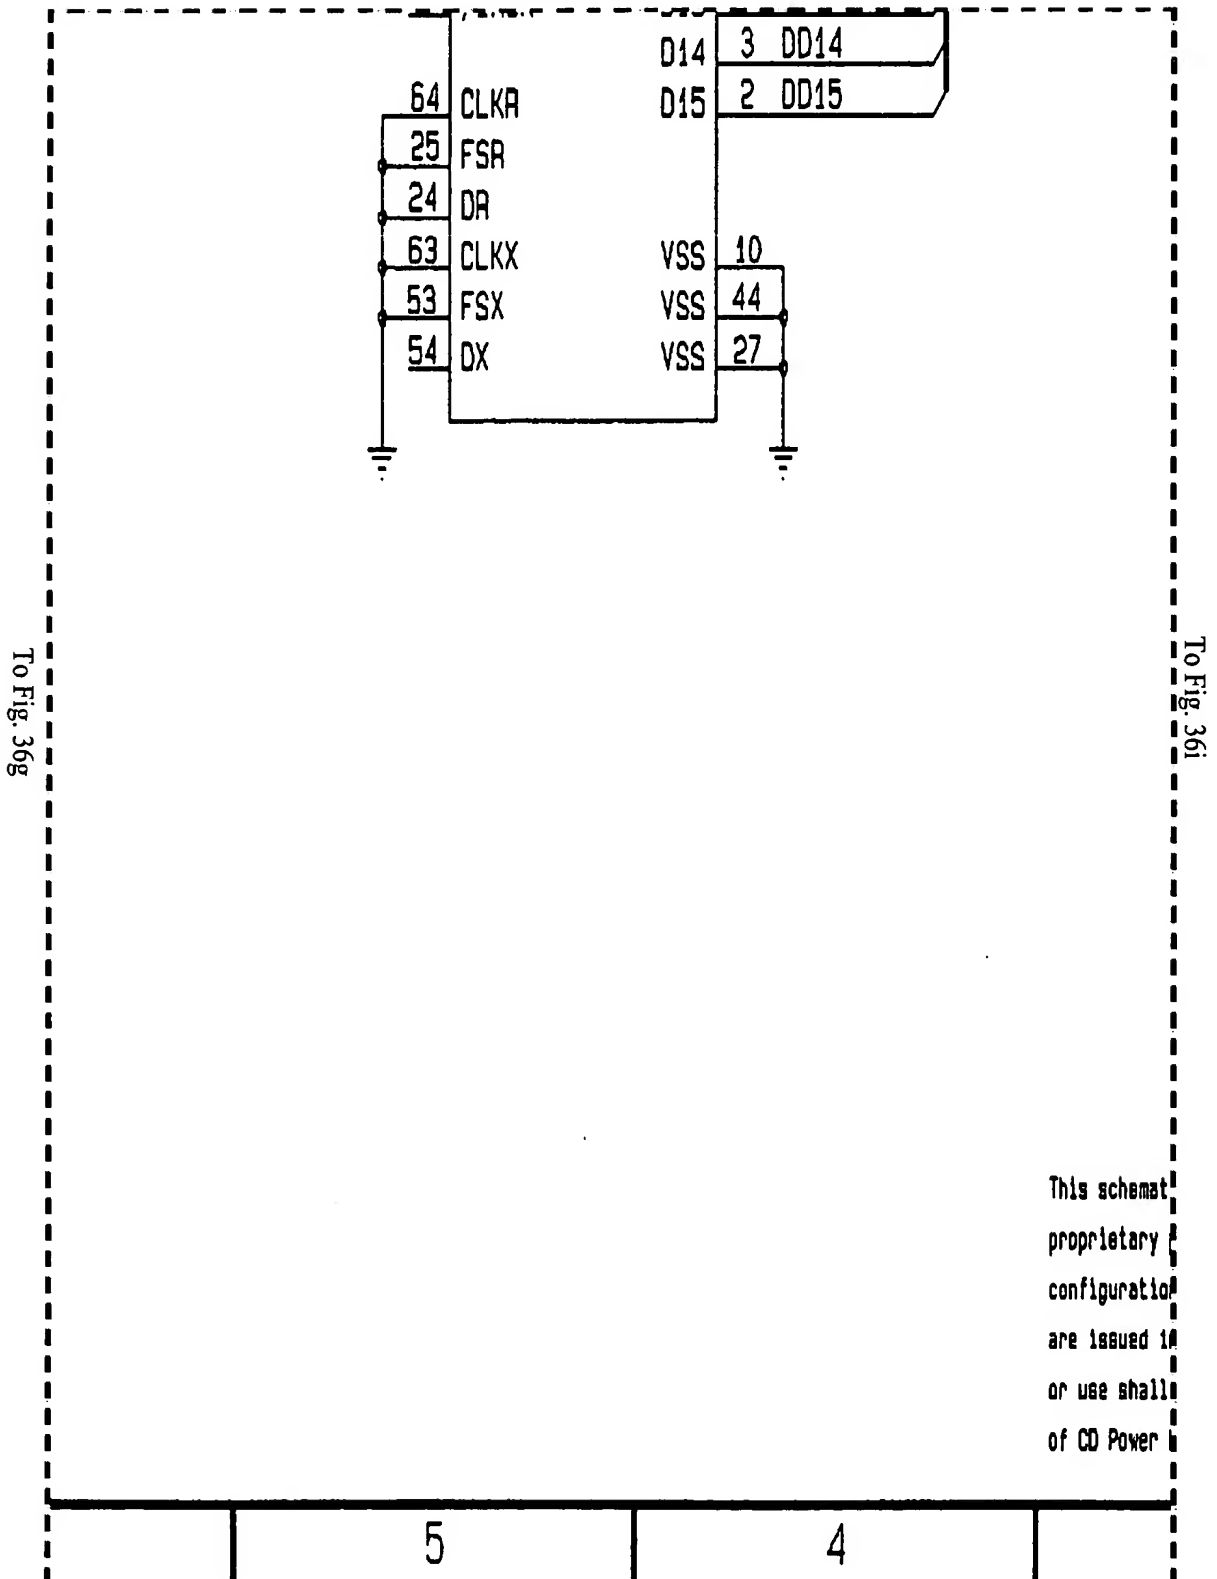 D14 3 DD14
64 CLKR D15 2 DD15
25 FSR
24 DR
63 CLKX VSS 10
53 FSX VSS 44
54 DX VSS 27
To Fig. 36g
To Fig. 36i
This schemat
proprietary
configuratio
are issued
or use shall
of CD Power
5 4